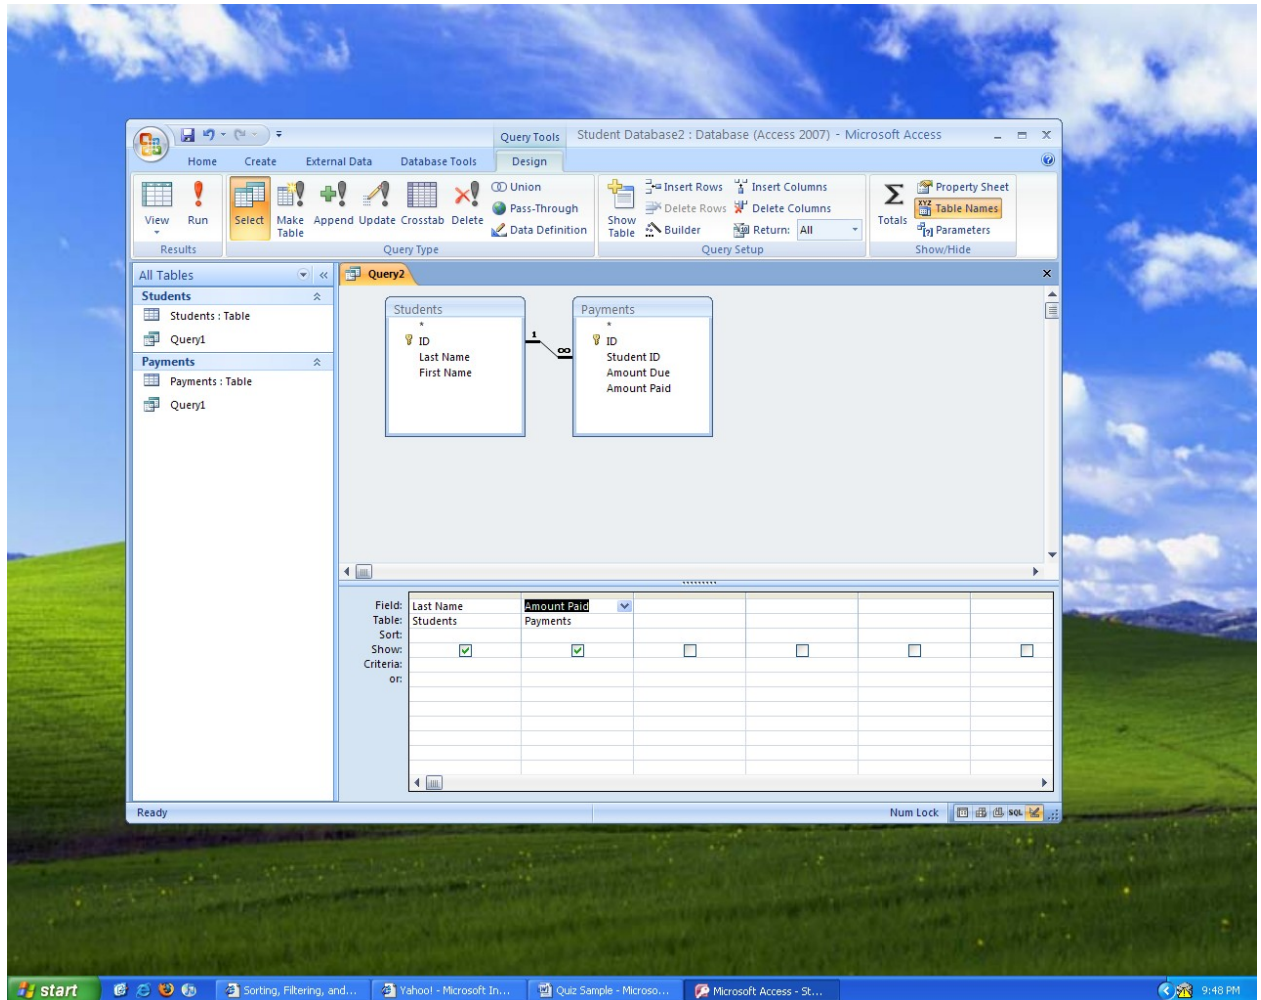 Query Tools
Student Database2 : Database (Access 2007) - Microsoft Access
Home Create External Data Database Tools Design
View Run Select Make Table Append Update Crosstab Delete
Union
Pass-Through
Data Definition
Show Table
Insert Rows
Delete Rows
Builder
Insert Columns
Delete Columns
Return: All
Σ Totals
Property Sheet
XYZ Table Names
[?] Parameters
Results Query Type Query Setup Show/Hide
All Tables
Students
Students : Table
Query1
Payments
Payments : Table
Query1
Query2
Students
*
ID
Last Name
First Name
1 ∞
Payments
*
ID
Student ID
Amount Due
Amount Paid
Field: Last Name Amount Paid
Table: Students Payments
Sort:
Show:
Criteria:
or:
Ready Num Lock SQL
start Sorting, Filtering, and... Yahoo! - Microsoft In... Quiz Sample - Microso... Microsoft Access - St... 9:48 PM